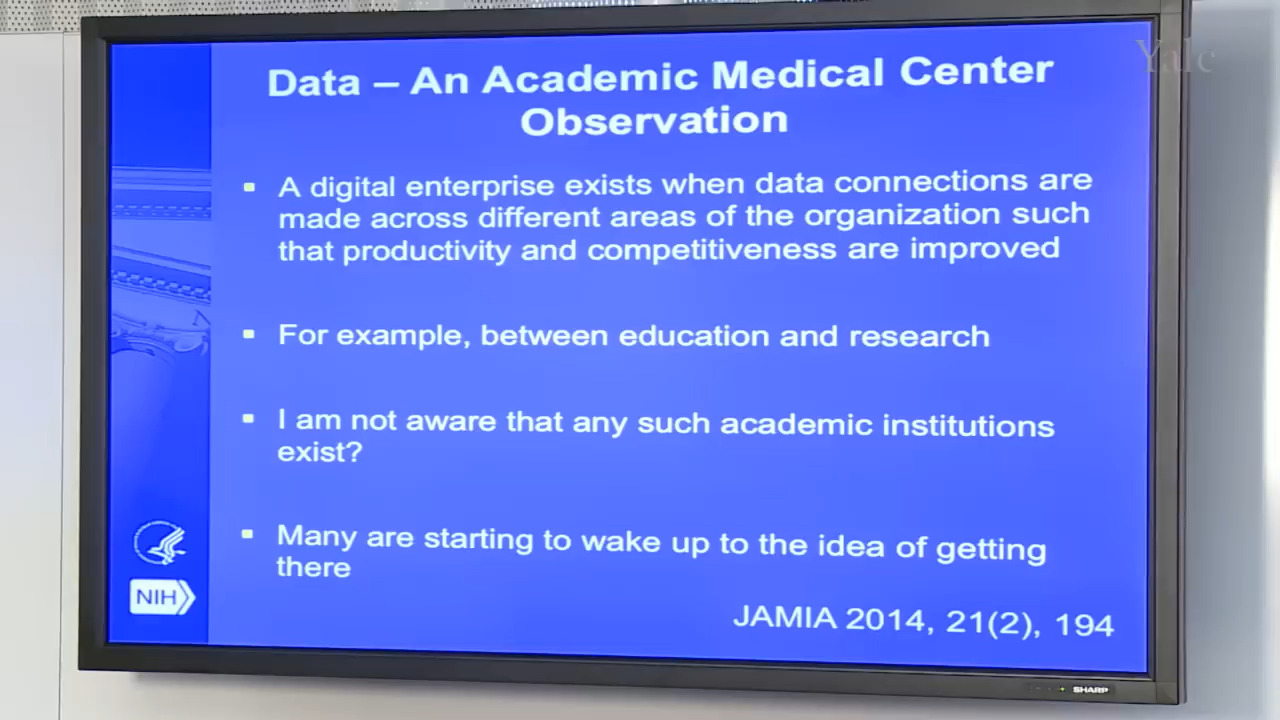 Yale
Data – An Academic Medical Center
Observation
▪ A digital enterprise exists when data connections are
made across different areas of the organization such
that productivity and competitiveness are improved
▪ For example, between education and research
▪ I am not aware that any such academic institutions
exist?
▪ Many are starting to wake up to the idea of getting
there
NIH
JAMIA 2014, 21(2), 194
SHARP